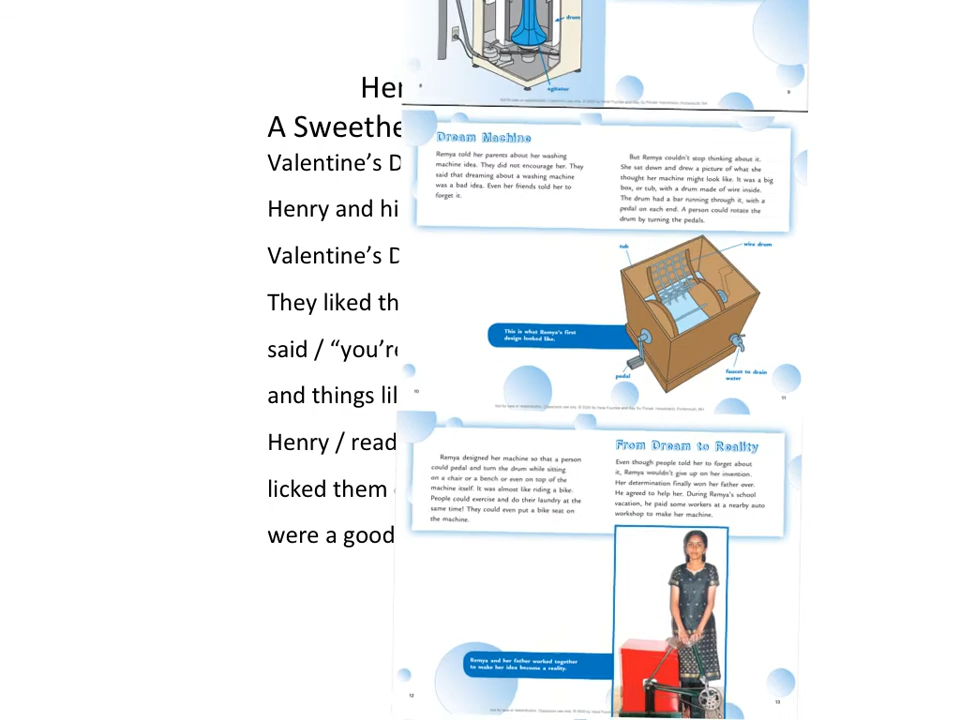 Her
A Sweethe
Valentine's D
Henry and hi
Valentine's D
They liked th
said / "you're
and things lik
Henry / read
licked them
were a good
drum
agitator
8
9
Dream Machine
Remya told her parents about her washing
machine idea. They did not encourage her. They
said that dreaming about a washing machine
was a bad idea. Even her friends told her to
forget it.
But Remya couldn't stop thinking about it.
She sat down and drew a picture of what she
thought her machine might look like. It was a big
box, or tub, with a drum made of wire inside.
The drum had a bar running through it, with a
pedal on each end. A person could rotate the
drum by turning the pedals.
tub
wire drum
This is what Remya's first
design looked like.
pedal
faucet to drain
water
10
11
Remya designed her machine so that a person
could pedal and turn the drum while sitting
on a chair or a bench or even on top of the
machine itself. It was almost like riding a bike.
People could exercise and do their laundry at the
same time! They could even put a bike seat on
the machine.
From Dream to Reality
Even though people told her to forget about
it, Remya wouldn't give up on her invention.
Her determination finally won her father over.
He agreed to help her. During Remya's school
vacation, he paid some workers at a nearby auto
workshop to make her machine.
Remya and her father worked together
to make her idea become a reality.
12
13